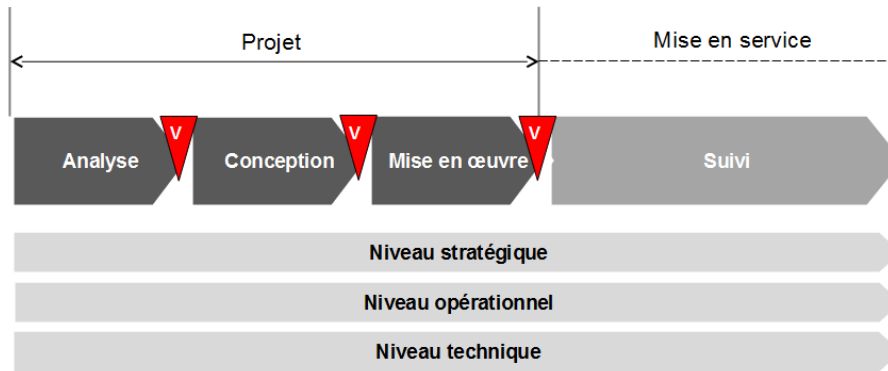 Projet
Mise en service
V
V
V
Analyse
Conception
Mise en œuvre
Suivi
Niveau stratégique
Niveau opérationnel
Niveau technique